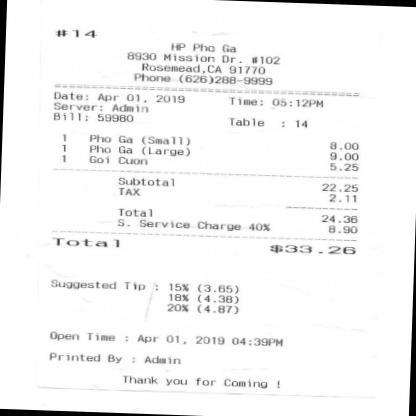 #14
HP Pho Ga
8930 Mission Dr. #102
Rosemead,CA 91770
Phone (626)288-9999
Date: Apr 01, 2019 Time: 05:12PM
Server: Admin
Bill: 59980 Table : 14
1 Pho Ga (Small) 8.00
1 Pho Ga (Large) 9.00
1 Goi Cuon 5.25
Subtotal 22.25
TAX 2.11
Total 24.36
S. Service Charge 40% 8.90
Total $33.26
Suggested Tip : 15% (3.65)
18% (4.38)
20% (4.87)
Open Time : Apr 01, 2019 04:39PM
Printed By : Admin
Thank you for Coming !